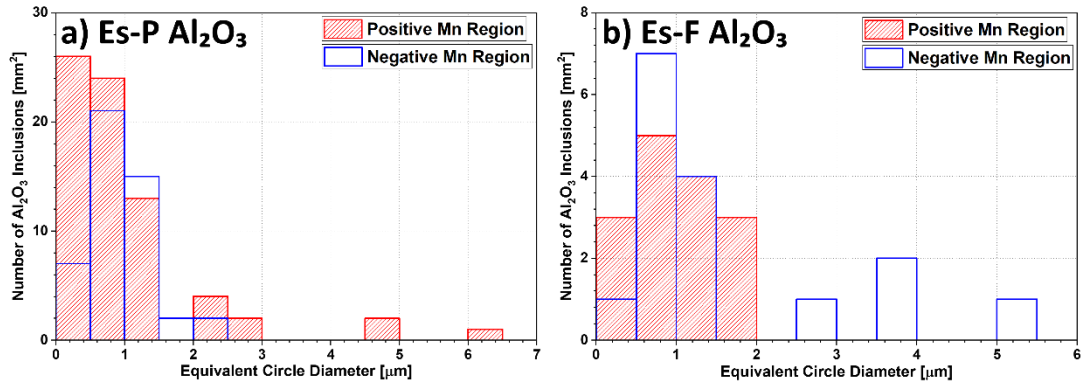 a) Es-P Al₂O₃
Positive Mn Region
Negative Mn Region
Number of Al₂O₃ Inclusions [mm²]
30
20
10
0
0 1 2 3 4 5 6 7
Equivalent Circle Diameter [µm]
b) Es-F Al₂O₃
Positive Mn Region
Negative Mn Region
Number of Al₂O₃ Inclusions [mm²]
8
6
4
2
0
0 1 2 3 4 5 6
Equivalent Circle Diameter [µm]